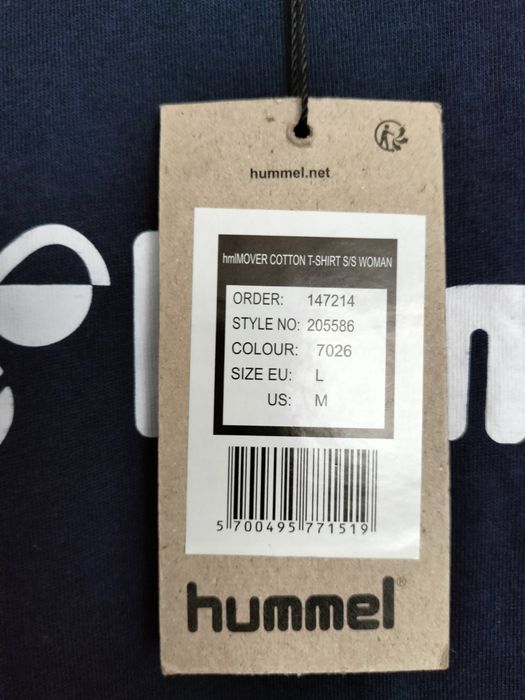 hummel.net
hmlMOVER COTTON T-SHIRT S/S WOMAN
ORDER: 147214
STYLE NO: 205586
COLOUR: 7026
SIZE EU: L
US: M
5 700495 771519
hummel®